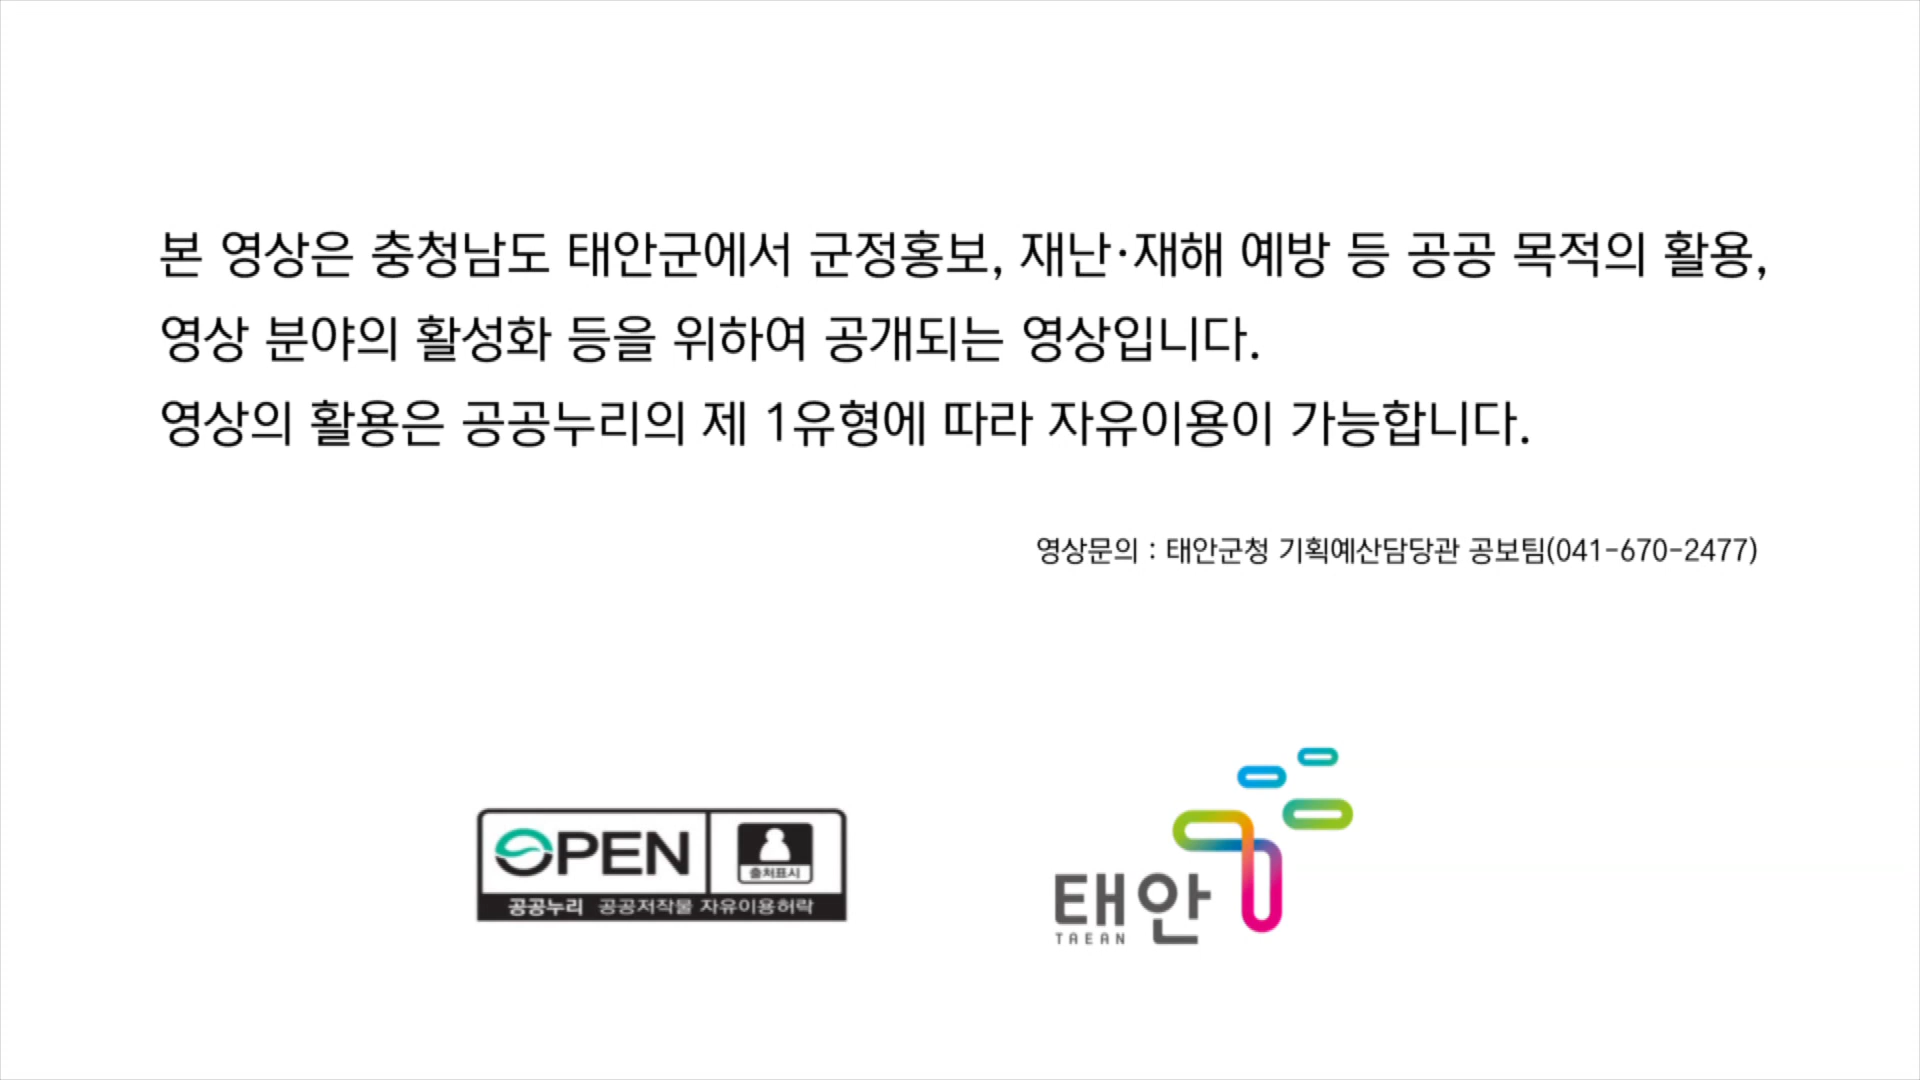 본 영상은 충청남도 태안군에서 군정홍보, 재난·재해 예방 등 공공 목적의 활용,
영상 분야의 활성화 등을 위하여 공개되는 영상입니다.
영상의 활용은 공공누리의 제 1유형에 따라 자유이용이 가능합니다.
영상문의 : 태안군청 기획예산담당관 공보팀(041-670-2477)
OPEN
출처표시
공공누리 공공저작물 자유이용허락
태안
TAEAN